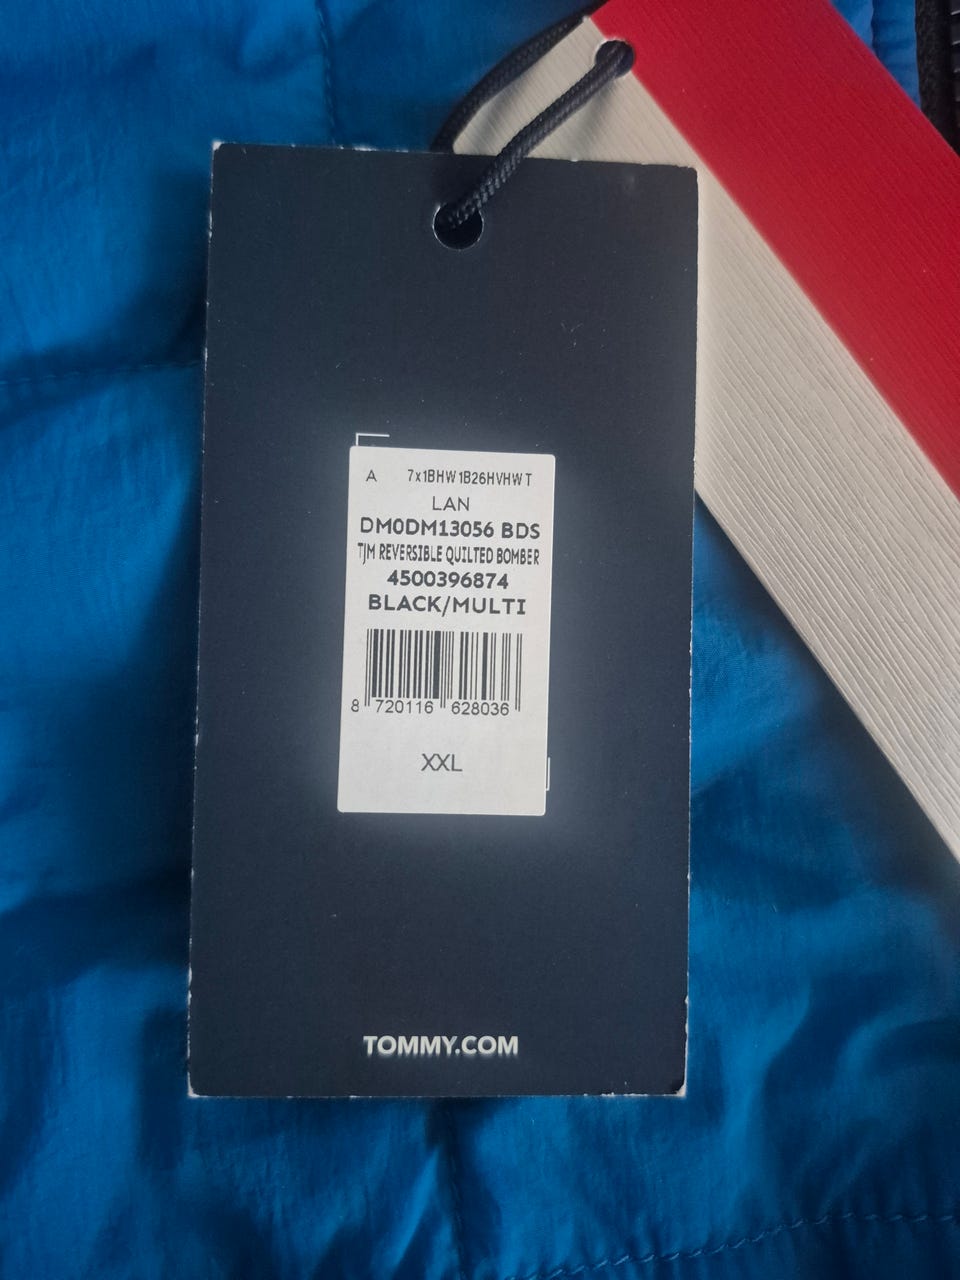 A 7x1BHW1B26HVHWT
LAN
DM0DM13056 BDS
TJM REVERSIBLE QUILTED BOMBER
4500396874
BLACK/MULTI
8 720116 628036
XXL
TOMMY.COM